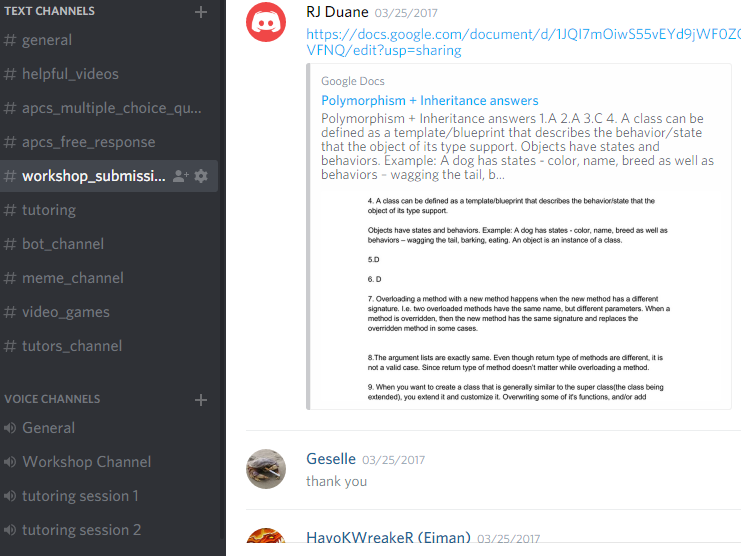 TEXT CHANNELS
# general
# helpful_videos
# apcs_multiple_choice_qu...
# apcs_free_response
# workshop_submissi...
# tutoring
# bot_channel
# meme_channel
# video_games
# tutors_channel
VOICE CHANNELS
General
Workshop Channel
tutoring session 1
tutoring session 2
RJ Duane 03/25/2017
https://docs.google.com/document/d/1JQI7mOiwS55vEYd9jWF0Z
VFNQ/edit?usp=sharing
Google Docs
Polymorphism + Inheritance answers
Polymorphism + Inheritance answers 1.A 2.A 3.C 4. A class can be
defined as a template/blueprint that describes the behavior/state
that the object of its type support. Objects have states and
behaviors. Example: A dog has states - color, name, breed as well as
behaviors – wagging the tail, b...
4. A class can be defined as a template/blueprint that describes the behavior/state that the
object of its type support.
Objects have states and behaviors. Example: A dog has states - color, name, breed as well as
behaviors – wagging the tail, barking, eating. An object is an instance of a class.
5.D
6. D
7. Overloading a method with a new method happens when the new method has a different
signature. I.e. two overloaded methods have the same name, but different parameters. When a
method is overridden, then the new method has the same signature and replaces the
overridden method in some cases.
8.The argument lists are exactly same. Even though return type of methods are different, it is
not a valid case. Since return type of method doesn't matter while overloading a method.
9. When you want to create a class that is generally similar to the super class(the class being
extended), you extend it and customize it. Overwriting some of it's functions, and/or add
Geselle 03/25/2017
thank you
HavoKWreakeR (Eiman) 03/25/2017